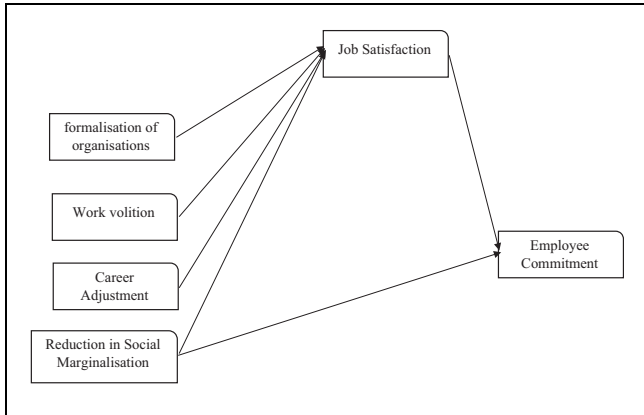 Job Satisfaction
formalisation of
organisations
Work volition
Employee
Commitment
Career
Adjustment
Reduction in Social
Marginalisation